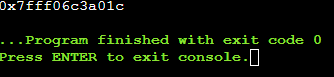 0x7fff06c3a01c
...Program finished with exit code 0
Press ENTER to exit console.